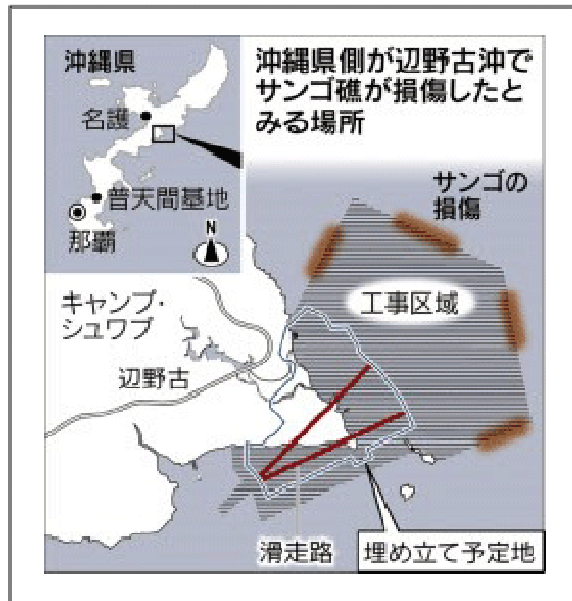 沖縄県側が辺野古沖で
サンゴ礁が損傷したと
みる場所
沖縄県
名護
普天間基地
那覇
N
サンゴの
損傷
工事区域
キャンプ・
シュワブ
辺野古
滑走路
埋め立て予定地